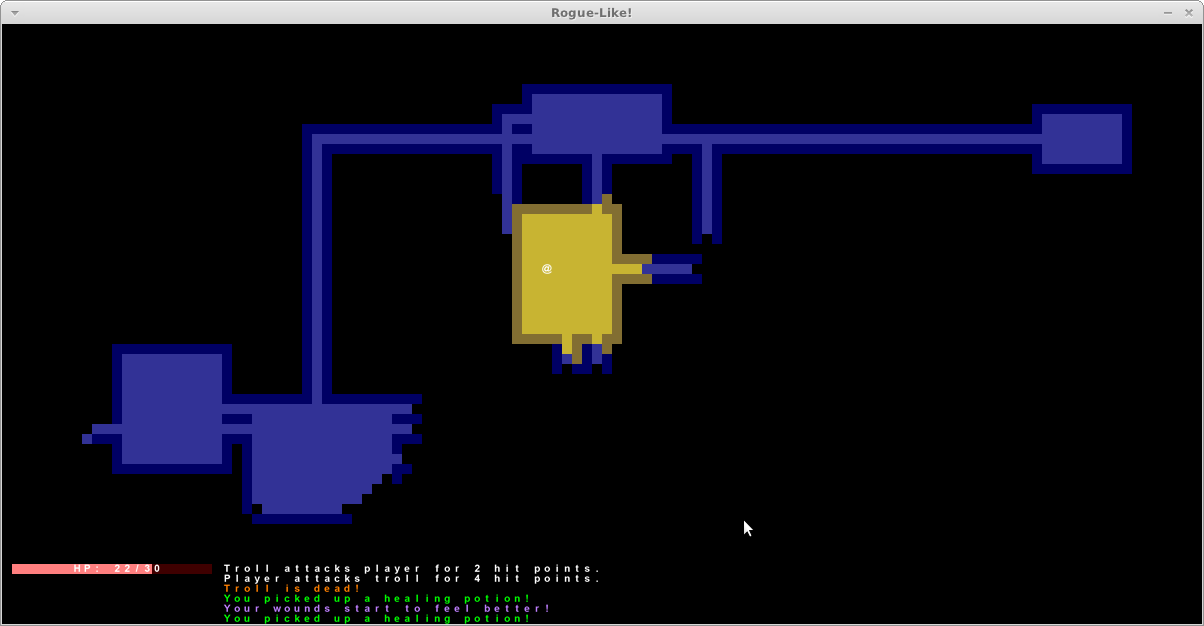 Rogue-Like!
@
HP: 22/30
Troll attacks player for 2 hit points.
Player attacks troll for 4 hit points.
Troll is dead!
You picked up a healing potion!
Your wounds start to feel better!
You picked up a healing potion!